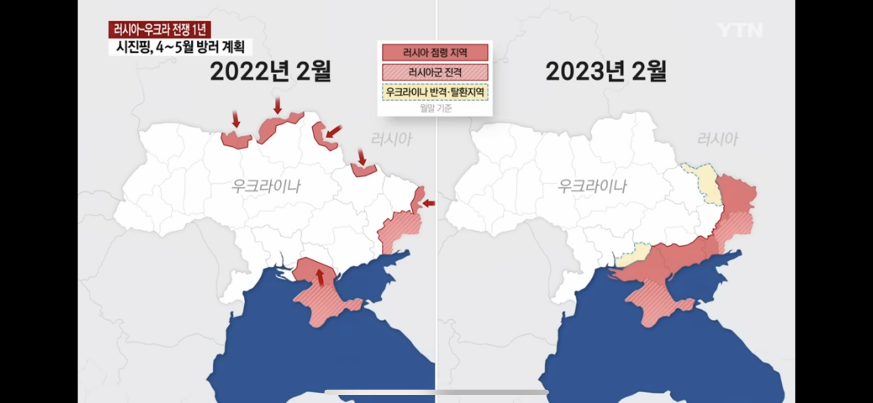 러시아-우크라 전쟁 1년
시진핑, 4~5월 방러 계획
YTN
2022년 2월
러시아 점령 지역
러시아군 진격
우크라이나 반격·탈환지역
월말 기준
2023년 2월
러시아
우크라이나
러시아
우크라이나